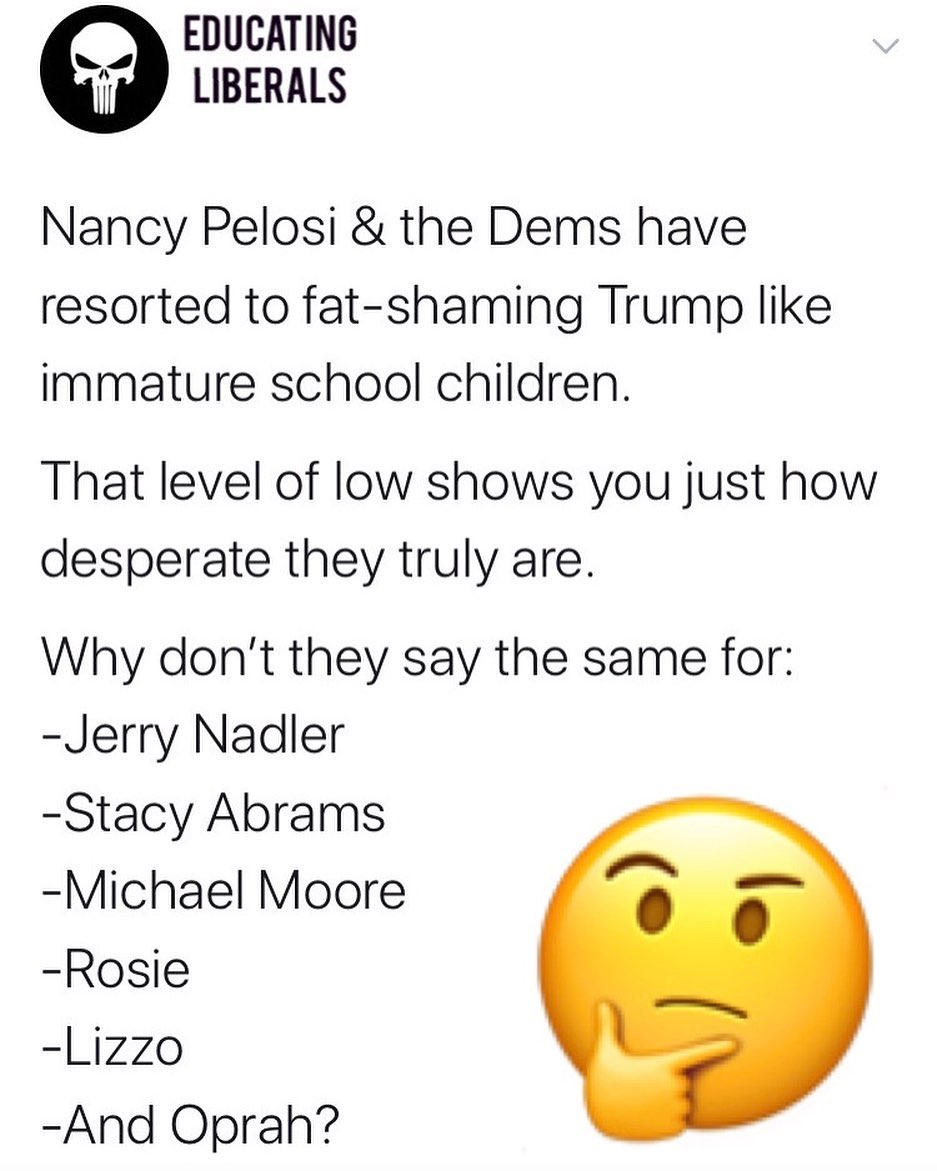 EDUCATING
LIBERALS
Nancy Pelosi & the Dems have
resorted to fat-shaming Trump like
immature school children.
That level of low shows you just how
desperate they truly are.
Why don't they say the same for:
-Jerry Nadler
-Stacy Abrams
-Michael Moore
-Rosie
-Lizzo
-And Oprah?